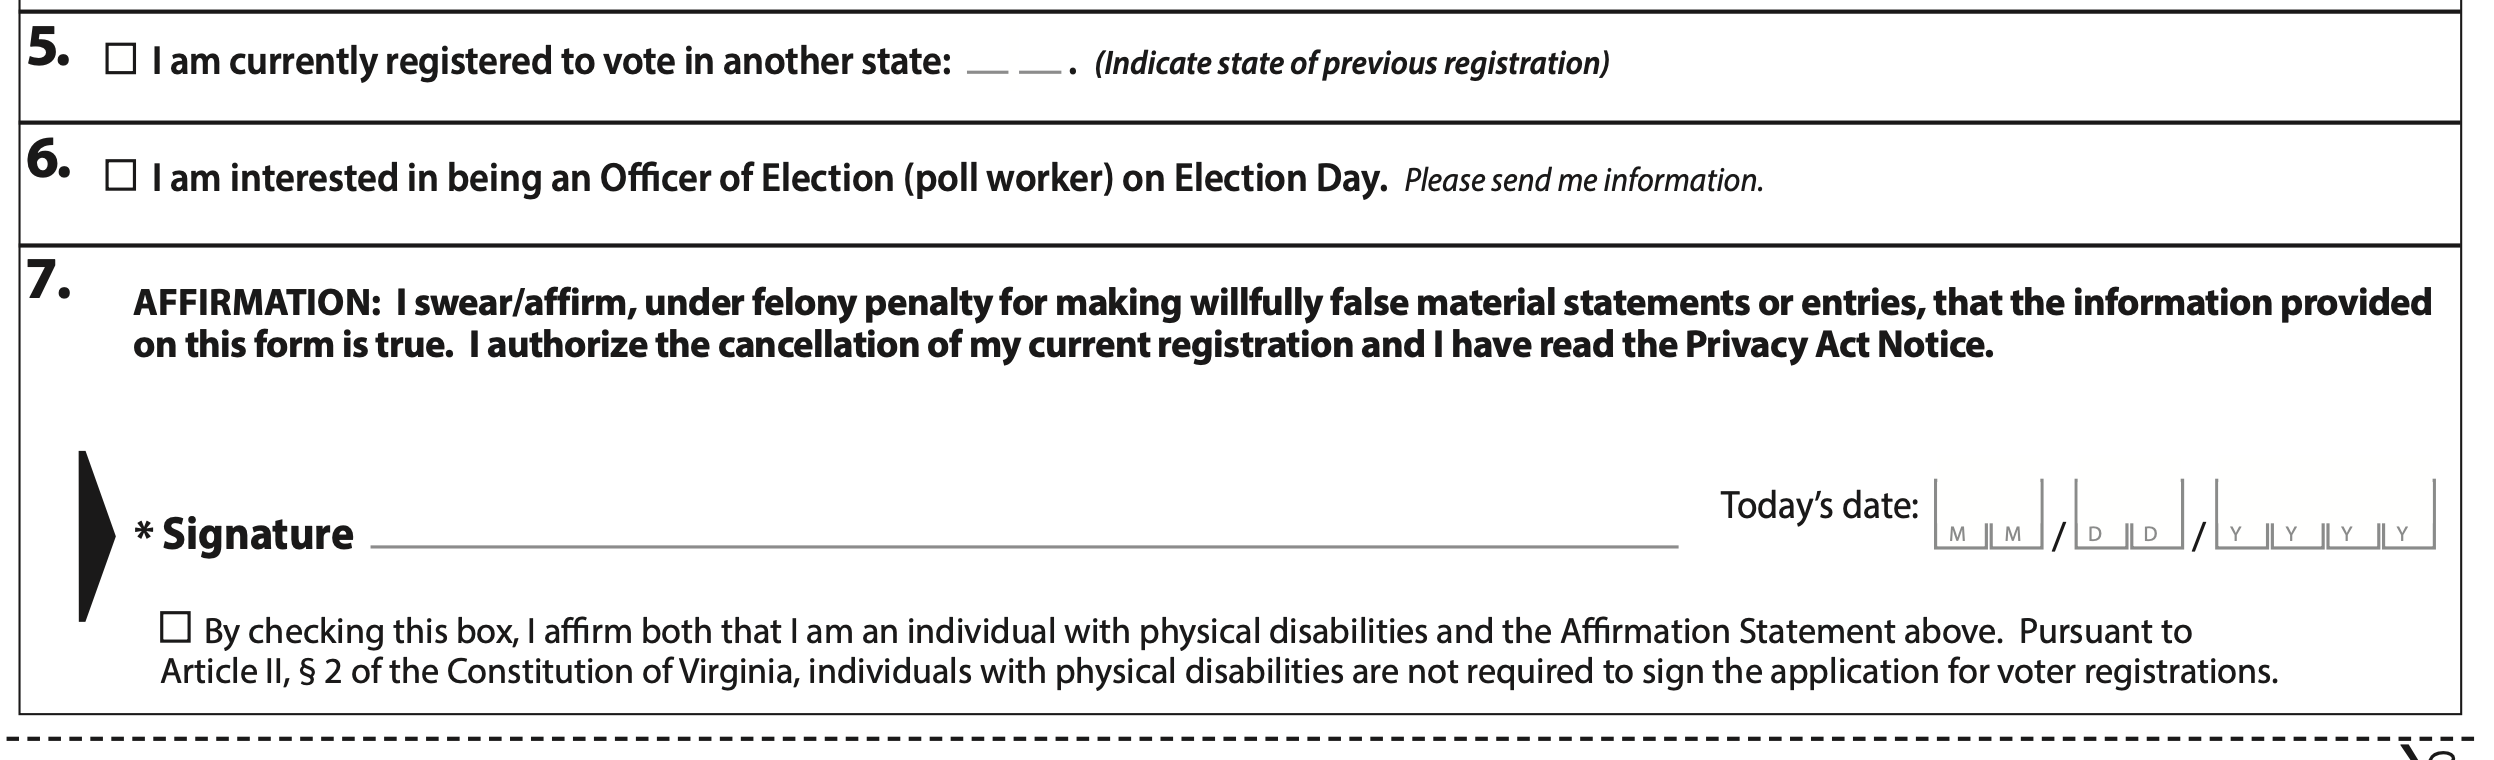 5. I am currently registered to vote in another state: __ __ . (Indicate state of previous registration)
6. I am interested in being an Officer of Election (poll worker) on Election Day. Please send me information.
7.
AFFIRMATION: I swear/affirm, under felony penalty for making willfully false material statements or entries, that the information provided
on this form is true. I authorize the cancellation of my current registration and I have read the Privacy Act Notice.
Today's date: M M / D D / Y Y Y Y
* Signature
By checking this box, I affirm both that I am an individual with physical disabilities and the Affirmation Statement above. Pursuant to
Article II, § 2 of the Constitution of Virginia, individuals with physical disabilities are not required to sign the application for voter registrations.